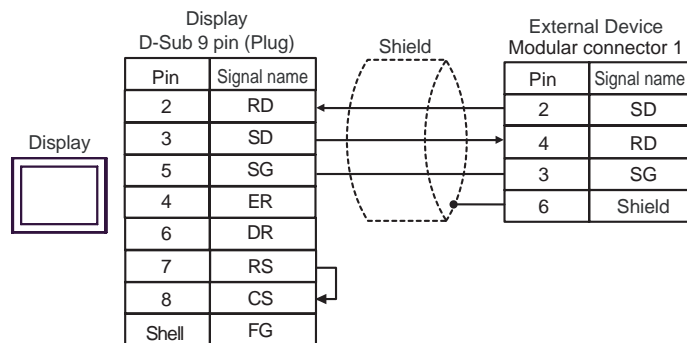 Display
D-Sub 9 pin (Plug)
Shield
External Device
Modular connector 1
Pin Signal name
2 RD
3 SD
5 SG
4 ER
6 DR
7 RS
8 CS
Shell FG
Display
Pin Signal name
2 SD
4 RD
3 SG
6 Shield